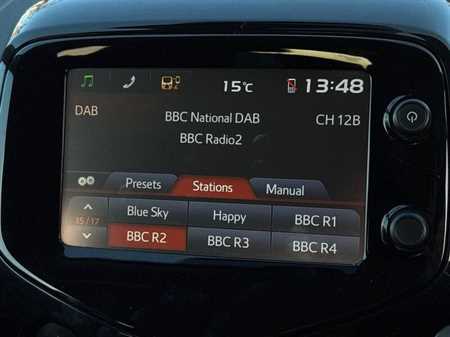 15°C 13:48
DAB BBC National DAB CH 12B
BBC Radio2
Presets Stations Manual
15 / 17 Blue Sky Happy BBC R1
BBC R2 BBC R3 BBC R4